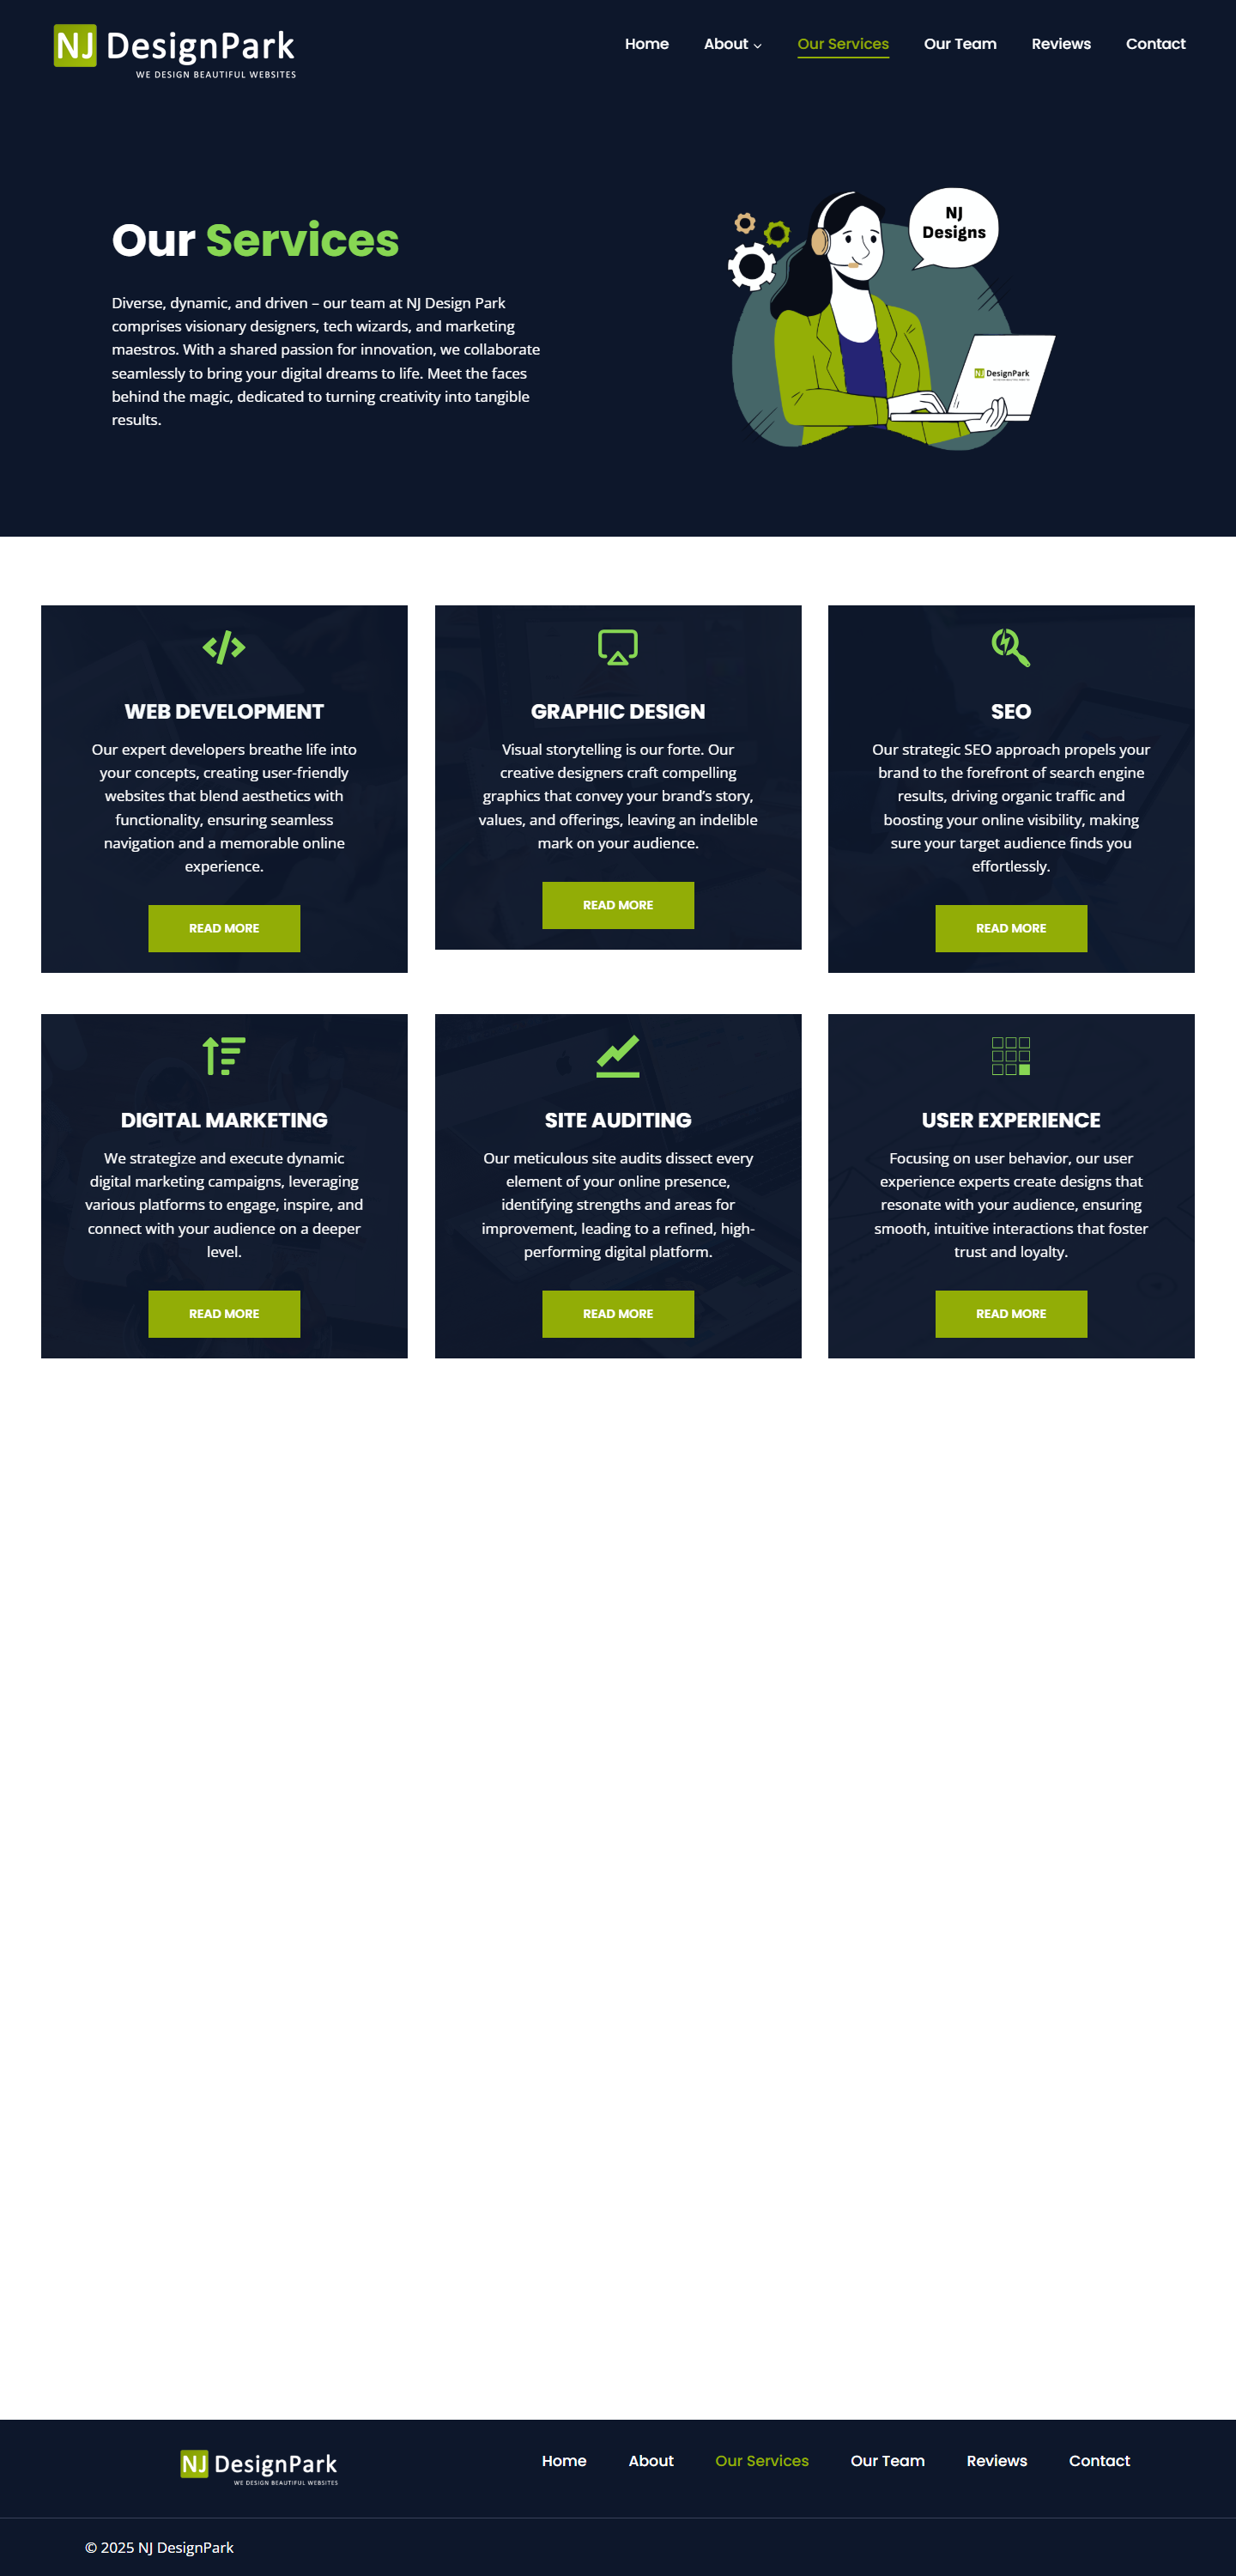 NJ DesignPark
WE DESIGN BEAUTIFUL WEBSITES
Home About Our Services Our Team Reviews Contact
Our Services
Diverse, dynamic, and driven – our team at NJ Design Park
comprises visionary designers, tech wizards, and marketing
maestros. With a shared passion for innovation, we collaborate
seamlessly to bring your digital dreams to life. Meet the faces
behind the magic, dedicated to turning creativity into tangible
results.
NJ
Designs
NJ DesignPark
WEB DEVELOPMENT
Our expert developers breathe life into
your concepts, creating user-friendly
websites that blend aesthetics with
functionality, ensuring seamless
navigation and a memorable online
experience.
READ MORE
GRAPHIC DESIGN
Visual storytelling is our forte. Our
creative designers craft compelling
graphics that convey your brand’s story,
values, and offerings, leaving an indelible
mark on your audience.
READ MORE
SEO
Our strategic SEO approach propels your
brand to the forefront of search engine
results, driving organic traffic and
boosting your online visibility, making
sure your target audience finds you
effortlessly.
READ MORE
DIGITAL MARKETING
We strategize and execute dynamic
digital marketing campaigns, leveraging
various platforms to engage, inspire, and
connect with your audience on a deeper
level.
READ MORE
SITE AUDITING
Our meticulous site audits dissect every
element of your online presence,
identifying strengths and areas for
improvement, leading to a refined, high-
performing digital platform.
READ MORE
USER EXPERIENCE
Focusing on user behavior, our user
experience experts create designs that
resonate with your audience, ensuring
smooth, intuitive interactions that foster
trust and loyalty.
READ MORE
NJ DesignPark
WE DESIGN BEAUTIFUL WEBSITES
Home About Our Services Our Team Reviews Contact
© 2025 NJ DesignPark